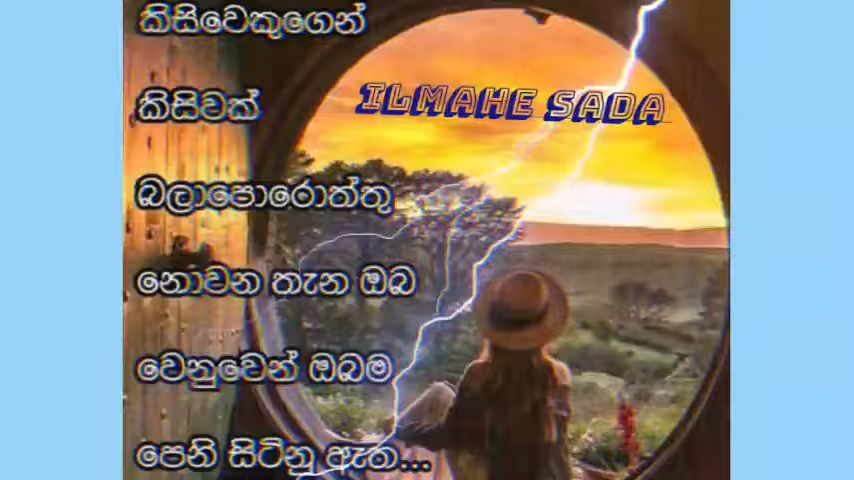 කිසිවෙකුගෙන්
ILMAHE SADA
කිසිවක්
බලාපොරොත්තු
නොවන තැන ඔබ
වෙනුවෙන් ඔබම
පෙනී සිටිනු ඇත...